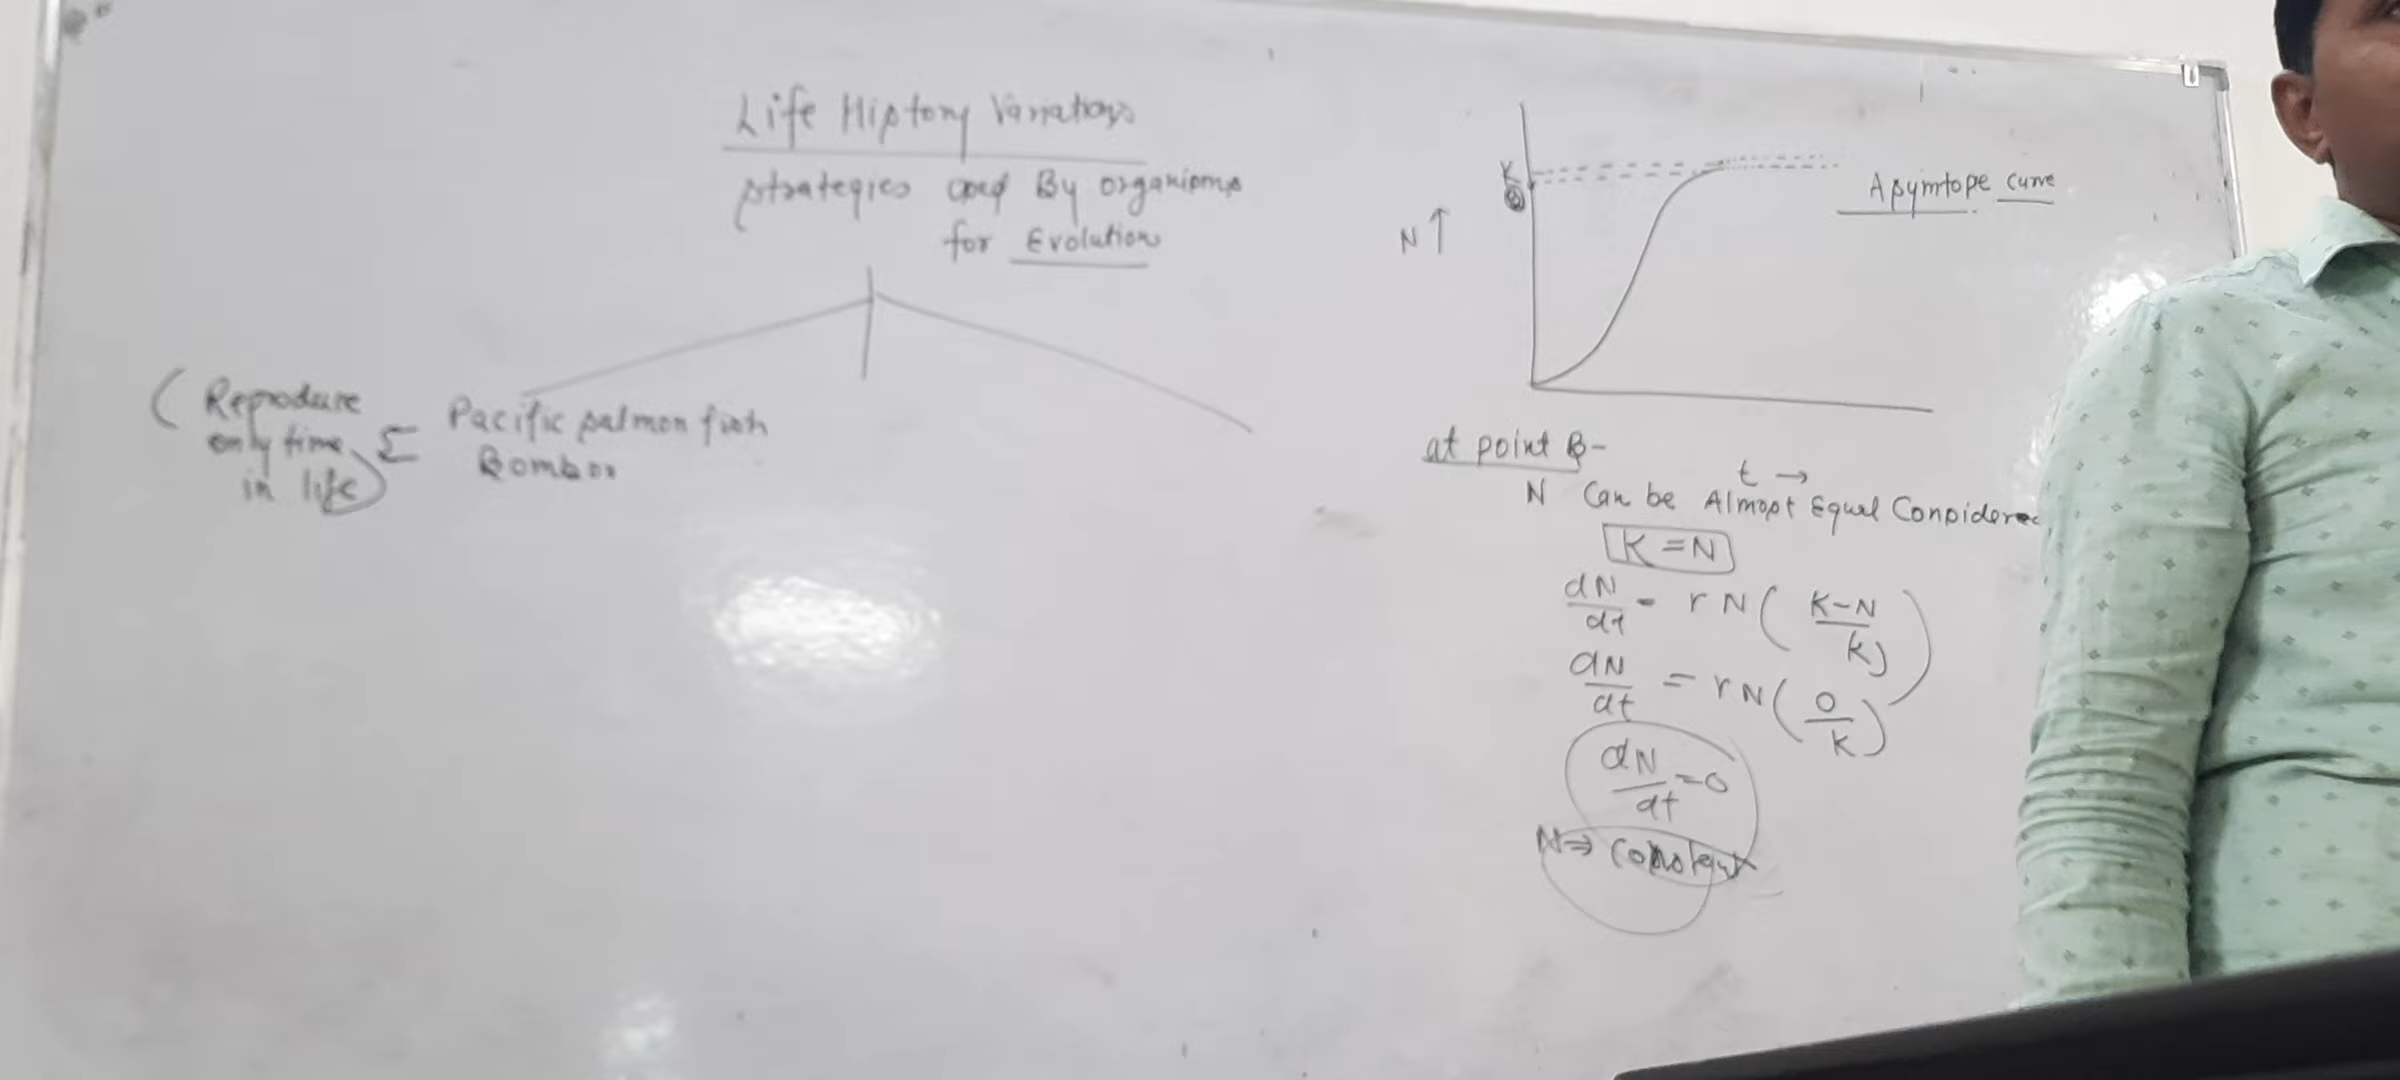 Life History Variations
strategies used By organisms
for Evolution
(Reproduce
only time
in life)
Pacific salmon fish
Bamboo
K
B
N ↑
Asymtope curve
at point B-
t →
N Can be Almost Equal Considered
K = N
dN/dt = rN(K-N/K)
dN/dt = rN(0/K)
dN/dt = 0
N ⇒ Constant